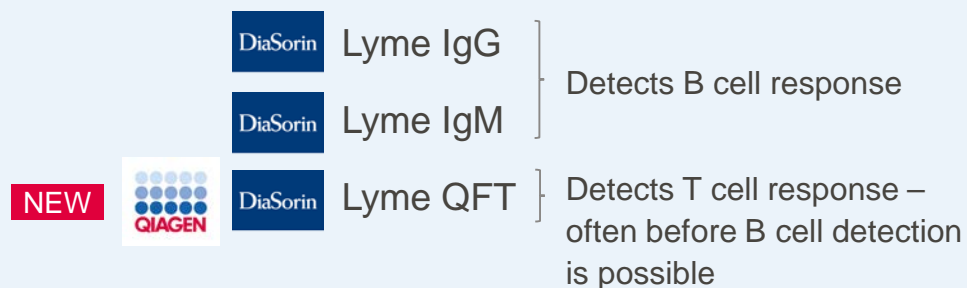 DiaSorin Lyme IgG
Detects B cell response
DiaSorin Lyme IgM
NEW QIAGEN DiaSorin Lyme QFT
Detects T cell response –
often before B cell detection
is possible